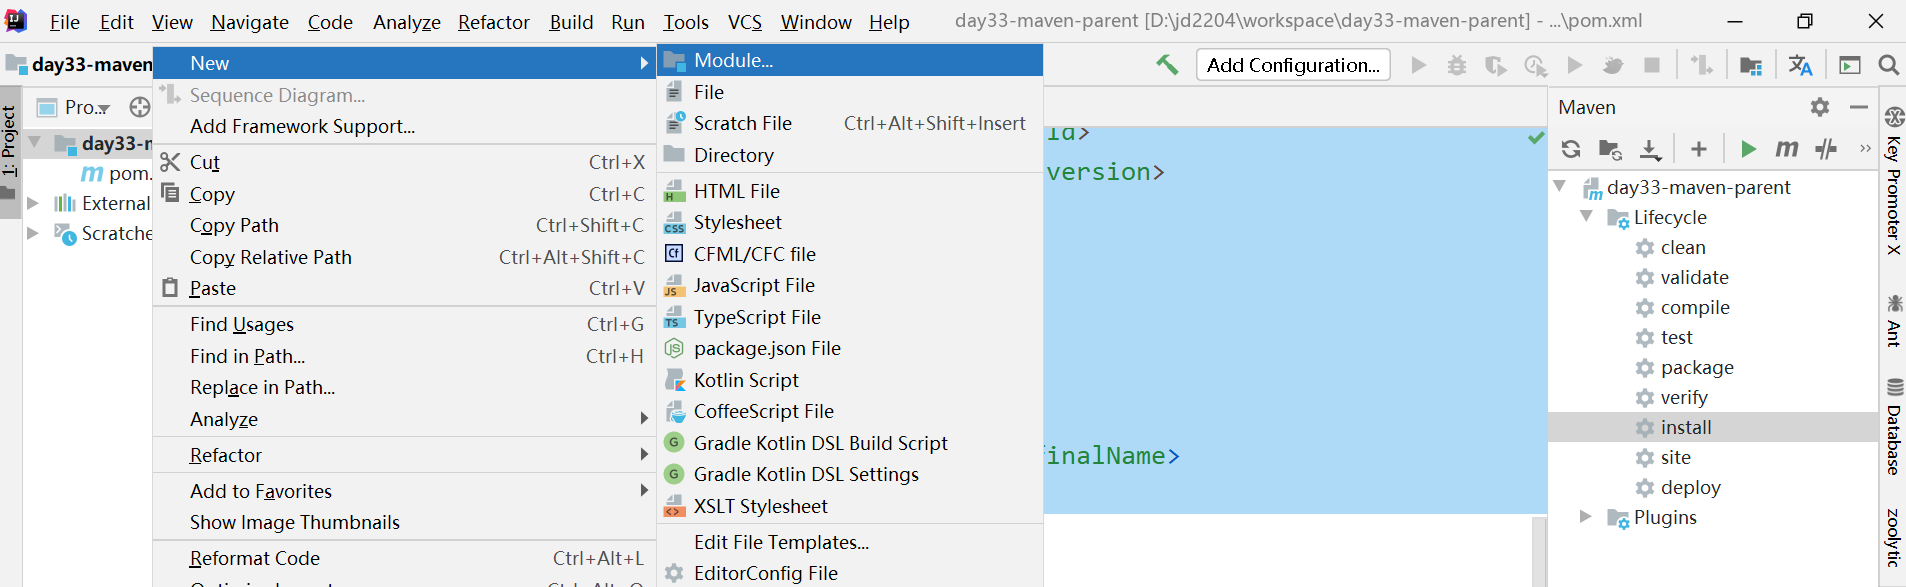 File Edit View Navigate Code Analyze Refactor Build Run Tools VCS Window Help day33-maven-parent [D:\jd2204\workspace\day33-maven-parent] - ...\pom.xml
day33-maven
Add Configuration...
Pro...
1: Project
day33-m
pom.
External
Scratche
New
Sequence Diagram...
Add Framework Support...
Cut Ctrl+X
Copy Ctrl+C
Copy Path Ctrl+Shift+C
Copy Relative Path Ctrl+Alt+Shift+C
Paste Ctrl+V
Find Usages Ctrl+G
Find in Path... Ctrl+H
Replace in Path...
Analyze
Refactor
Add to Favorites
Show Image Thumbnails
Reformat Code Ctrl+Alt+L
Module...
File
Scratch File Ctrl+Alt+Shift+Insert
Directory
HTML File
Stylesheet
CFML/CFC file
JavaScript File
TypeScript File
package.json File
Kotlin Script
CoffeeScript File
Gradle Kotlin DSL Build Script
Gradle Kotlin DSL Settings
XSLT Stylesheet
Edit File Templates...
EditorConfig File
id>
version>
finalName>
Maven
day33-maven-parent
Lifecycle
clean
validate
compile
test
package
verify
install
site
deploy
Plugins
Key Promoter X
Ant
Database
zoolytic